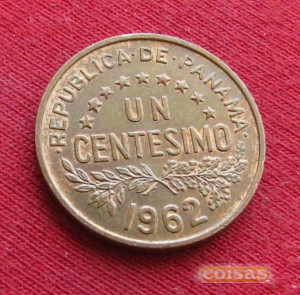 ·REPUBLICA·DE·PANAMA·
UN
CENTESIMO
1962
coisas